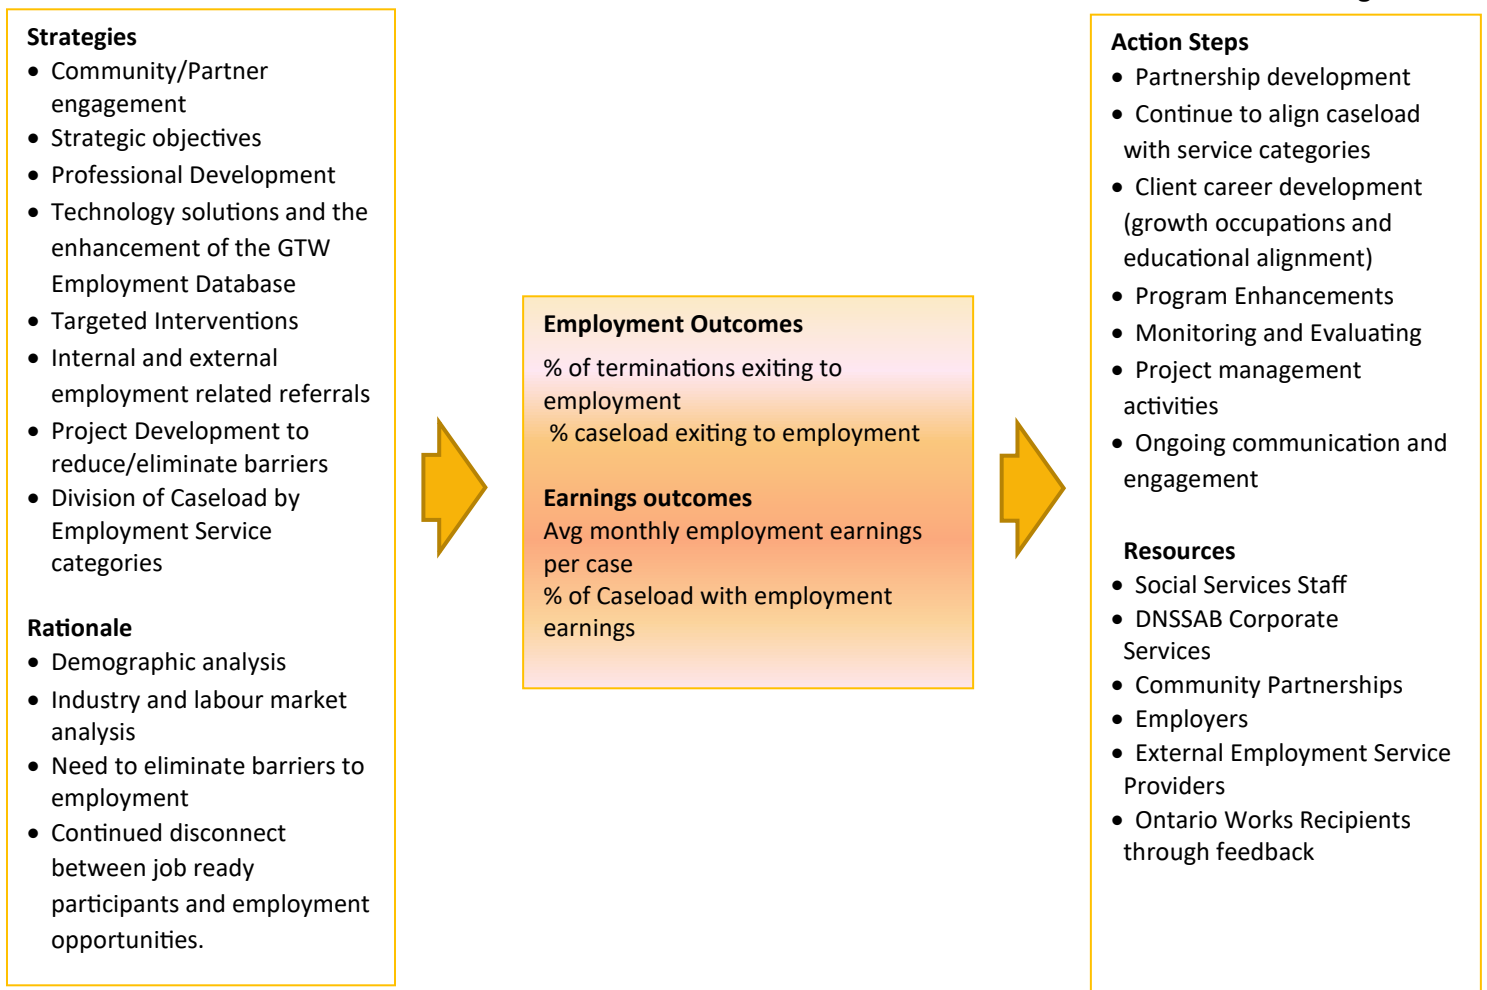 Strategies
• Community/Partner
engagement
• Strategic objectives
• Professional Development
• Technology solutions and the
enhancement of the GTW
Employment Database
• Targeted Interventions
• Internal and external
employment related referrals
• Project Development to
reduce/eliminate barriers
• Division of Caseload by
Employment Service
categories
Rationale
• Demographic analysis
• Industry and labour market
analysis
• Need to eliminate barriers to
employment
• Continued disconnect
between job ready
participants and employment
opportunities.
Employment Outcomes
% of terminations exiting to
employment
% caseload exiting to employment
Earnings outcomes
Avg monthly employment earnings
per case
% of Caseload with employment
earnings
Action Steps
• Partnership development
• Continue to align caseload
with service categories
• Client career development
(growth occupations and
educational alignment)
• Program Enhancements
• Monitoring and Evaluating
• Project management
activities
• Ongoing communication and
engagement
Resources
• Social Services Staff
• DNSSAB Corporate
Services
• Community Partnerships
• Employers
• External Employment Service
Providers
• Ontario Works Recipients
through feedback